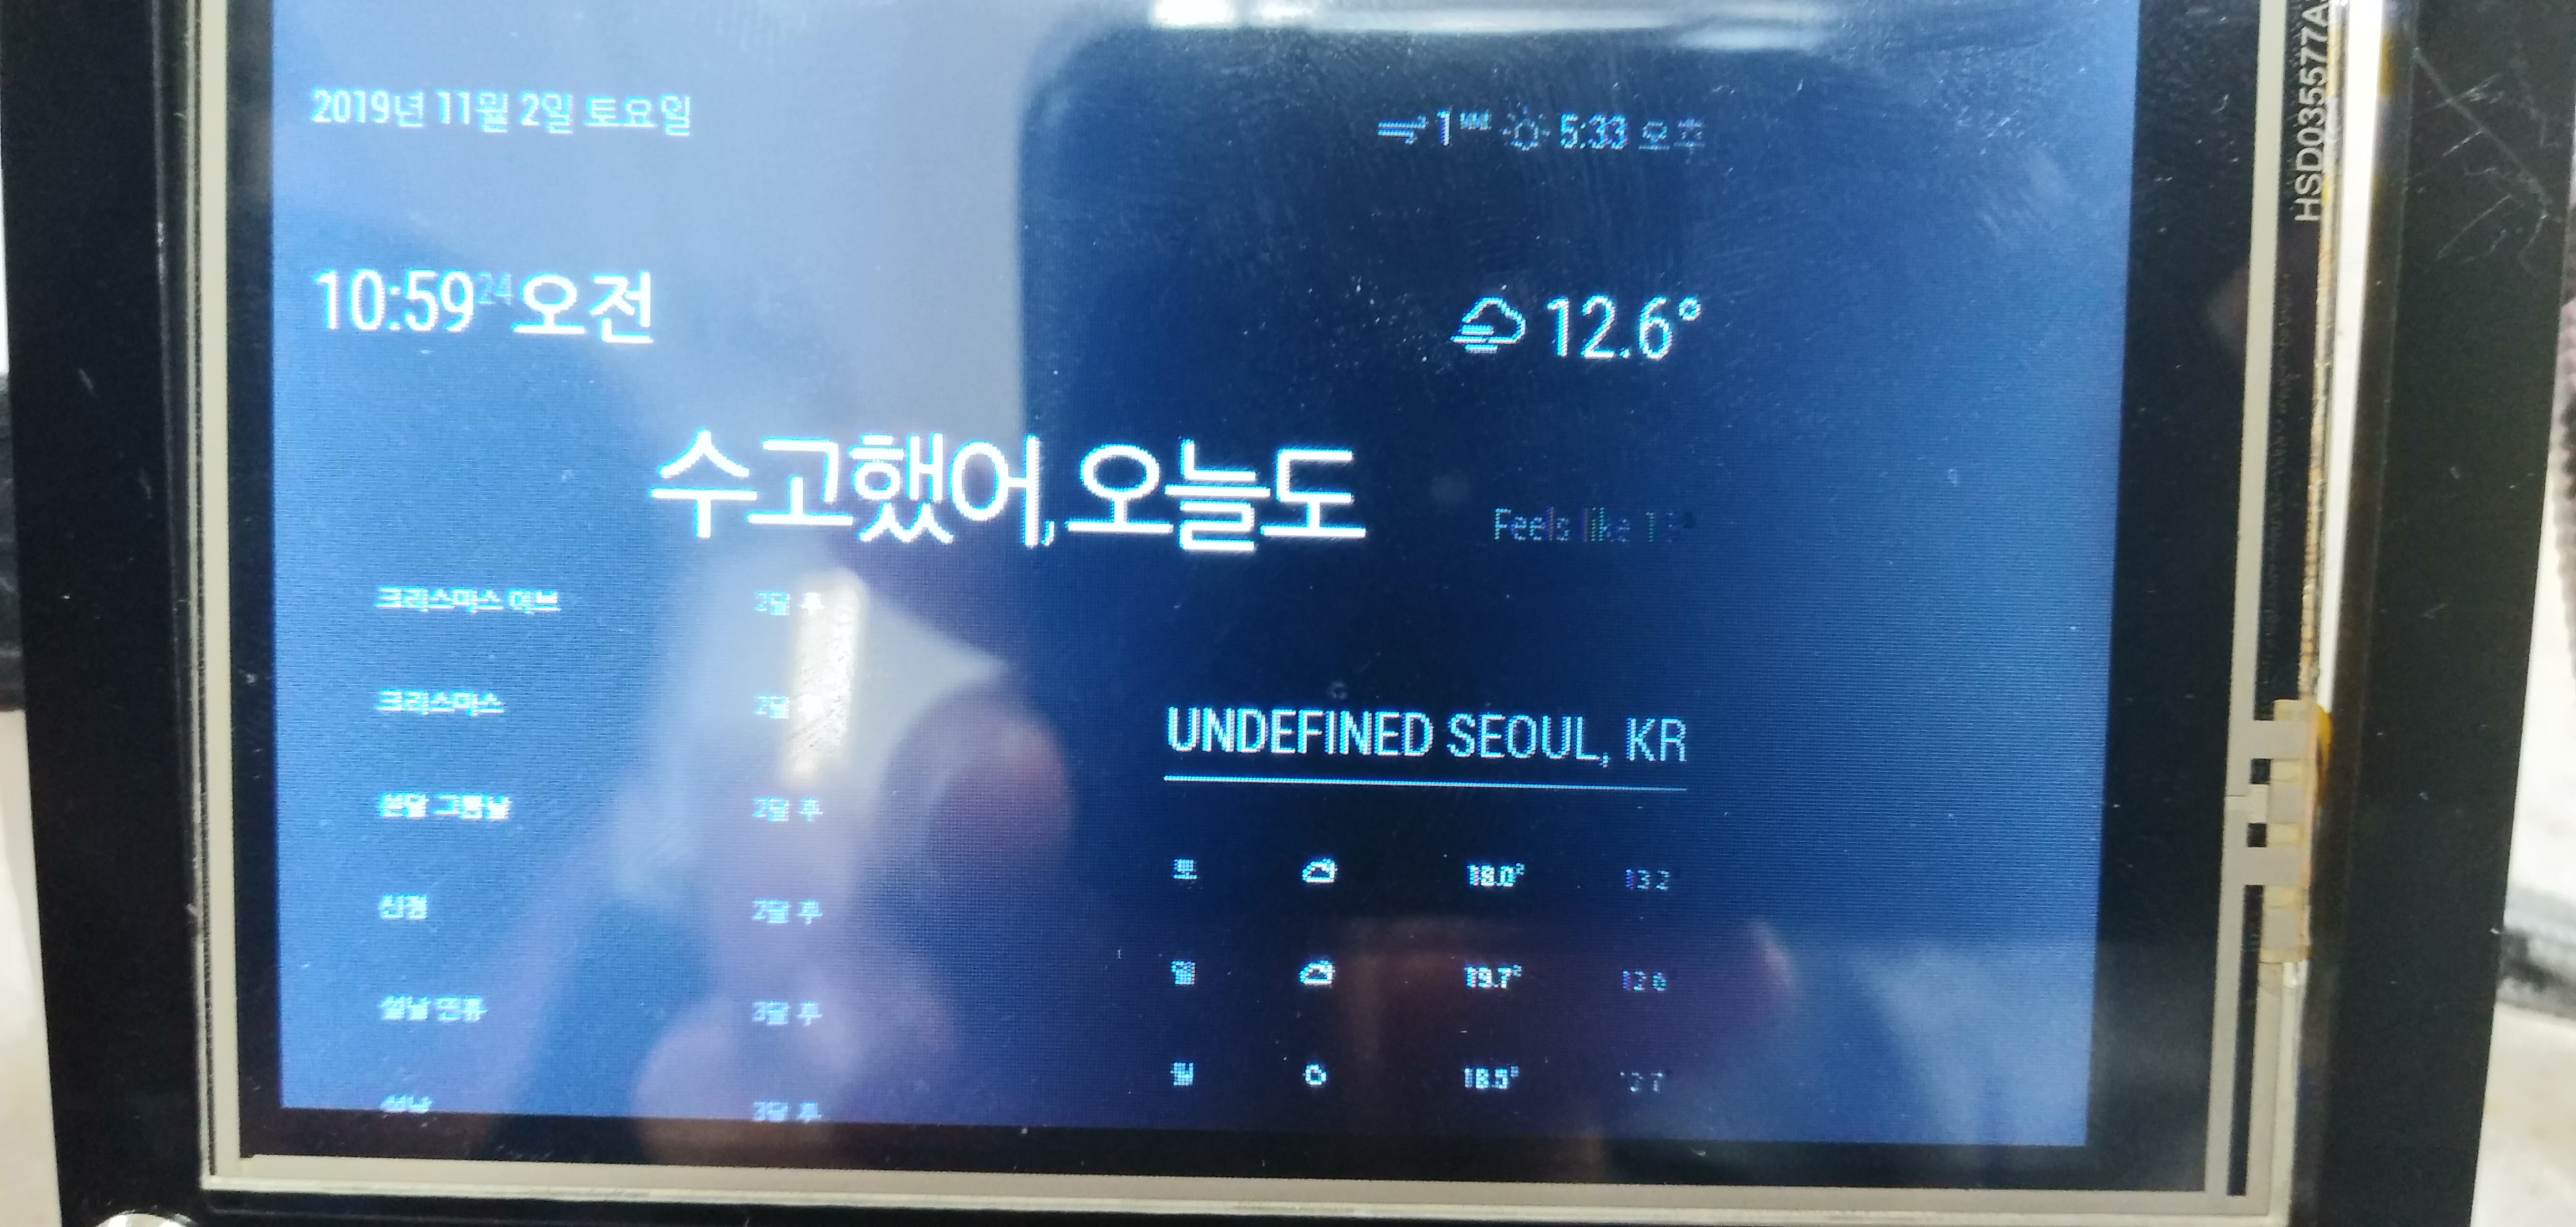 2019년 11월 2일 토요일
1 5:33 오후
10:59 24 오전
12.6°
수고했어, 오늘도
Feels like
크리스마스 이브 2달 후
크리스마스 2달 후
섣달 그믐날 2달 후
신정 2달 후
설날 연휴 3달 후
설날 3달 후
UNDEFINED SEOUL, KR
토 18.0° 13.2
일 19.7° 12.6
월 18.5°
HSD035577A